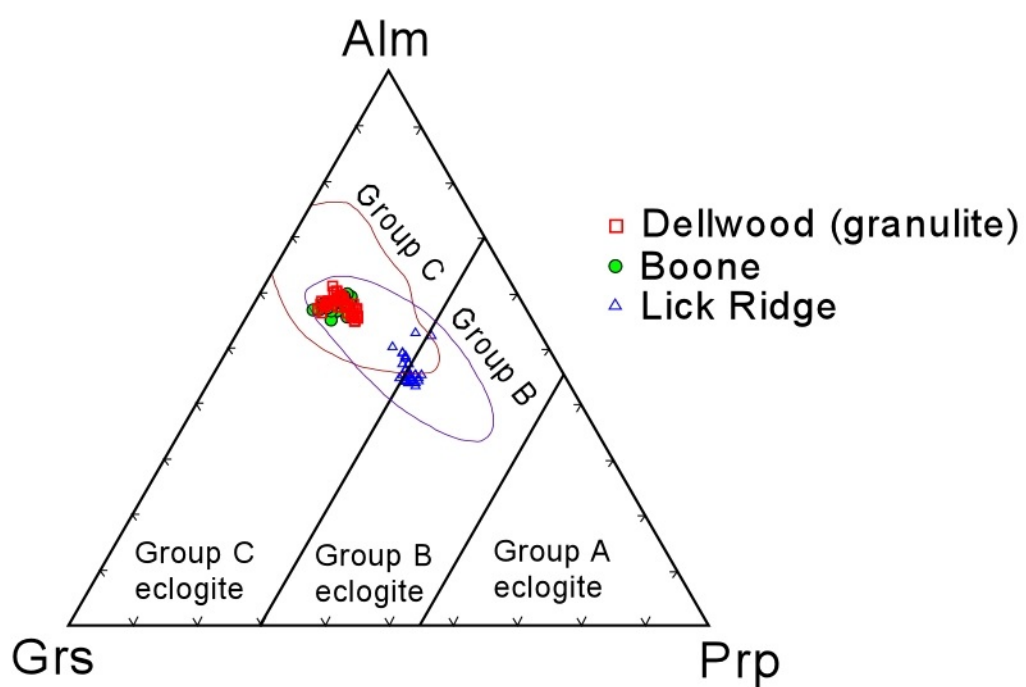 Alm
Group C
Group B
Dellwood (granulite)
Boone
Lick Ridge
Group C
eclogite
Group B
eclogite
Group A
eclogite
Grs
Prp